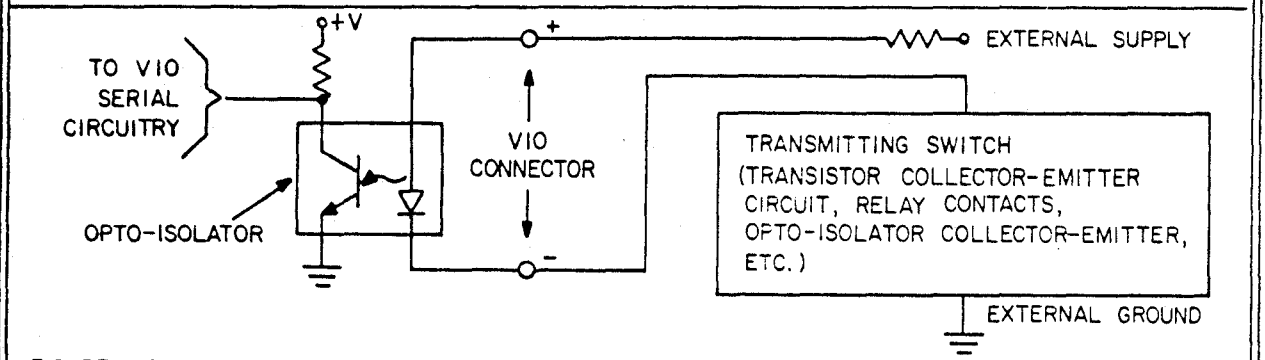 +V
TO VIO
SERIAL
CIRCUITRY
OPTO-ISOLATOR
+
VIO
CONNECTOR
-
EXTERNAL SUPPLY
TRANSMITTING SWITCH
(TRANSISTOR COLLECTOR-EMITTER
CIRCUIT, RELAY CONTACTS,
OPTO-ISOLATOR COLLECTOR-EMITTER,
ETC.)
EXTERNAL GROUND